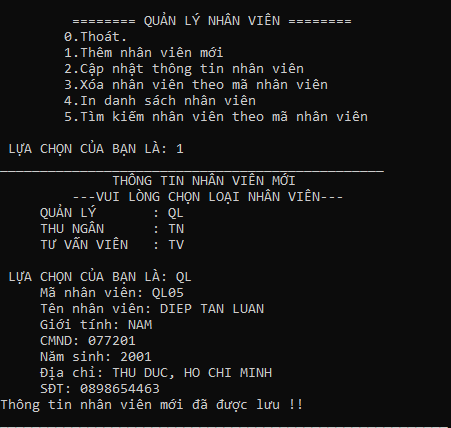 ======== QUẢN LÝ NHÂN VIÊN ========
0.Thoát.
1.Thêm nhân viên mới
2.Cập nhật thông tin nhân viên
3.Xóa nhân viên theo mã nhân viên
4.In danh sách nhân viên
5.Tìm kiếm nhân viên theo mã nhân viên
LỰA CHỌN CỦA BẠN LÀ: 1
THÔNG TIN NHÂN VIÊN MỚI
---VUI LÒNG CHỌN LOẠI NHÂN VIÊN---
QUẢN LÝ : QL
THU NGÂN : TN
TƯ VẤN VIÊN : TV
LỰA CHỌN CỦA BẠN LÀ: QL
Mã nhân viên: QL05
Tên nhân viên: DIEP TAN LUAN
Giới tính: NAM
CMND: 077201
Năm sinh: 2001
Địa chỉ: THU DUC, HO CHI MINH
SĐT: 0898654463
Thông tin nhân viên mới đã được lưu !!